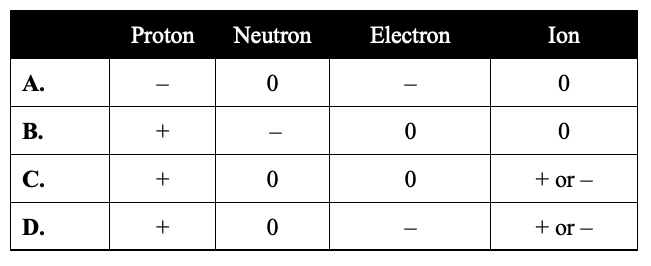 Proton Neutron Electron Ion
A. – 0 – 0
B. + – 0 0
C. + 0 0 + or –
D. + 0 – + or –